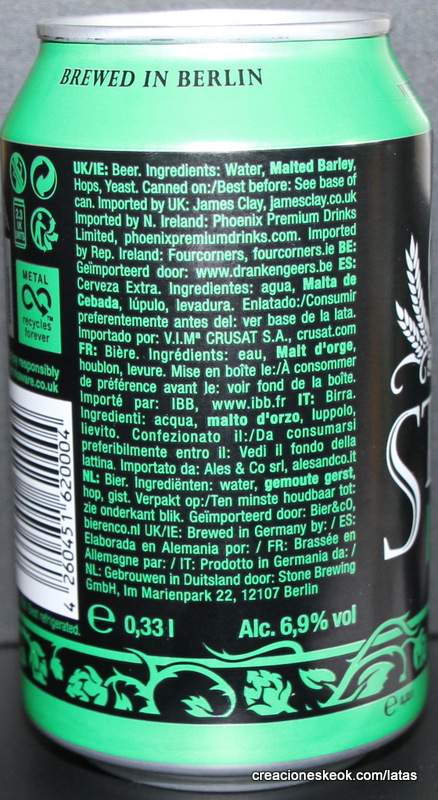 BREWED IN BERLIN
UK/IE: Beer. Ingredients: Water, Malted Barley,
Hops, Yeast. Canned on:/Best before: See base of
can. Imported by UK: James Clay, jamesclay.co.uk
Imported by N. Ireland: Phoenix Premium Drinks
Limited, phoenixpremiumdrinks.com. Imported
by Rep. Ireland: Fourcorners, fourcorners.ie BE:
Geïmporteerd door: www.drankengeers.be ES:
Cerveza Extra. Ingredientes: agua, Malta de
Cebada, lúpulo, levadura. Enlatado:/Consumir
preferentemente antes del: ver base de la lata.
Importado por: V.I.Mª CRUSAT S.A., crusat.com
FR: Bière. Ingrédients: eau, Malt d'orge,
houblon, levure. Mise en boîte le:/À consommer
de préférence avant le: voir fond de la boîte.
Importé par: IBB, www.ibb.fr IT: Birra.
Ingredienti: acqua, malto d'orzo, luppolo,
lievito. Confezionato il:/Da consumarsi
preferibilmente entro il: Vedi il fondo della
lattina. Importato da: Ales & Co srl, alesandco.it
NL: Bier. Ingrediënten: water, gemoute gerst,
hop, gist. Verpakt op:/Ten minste houdbaar tot:
zie onderkant blik. Geïmporteerd door: Bier&cO,
bierenco.nl UK/IE: Brewed in Germany by: / ES:
Elaborada en Alemania por: / FR: Brassée en
Allemagne par: / IT: Prodotto in Germania da: /
NL: Gebrouwen in Duitsland door: Stone Brewing
GmbH, Im Marienpark 22, 12107 Berlin
e 0,33 l Alc. 6,9% vol
METAL
recycles
forever
TM
responsibly
aware.co.uk
4 260451 620004
refrigerated.
S
e
creacioneskeok.com/latas